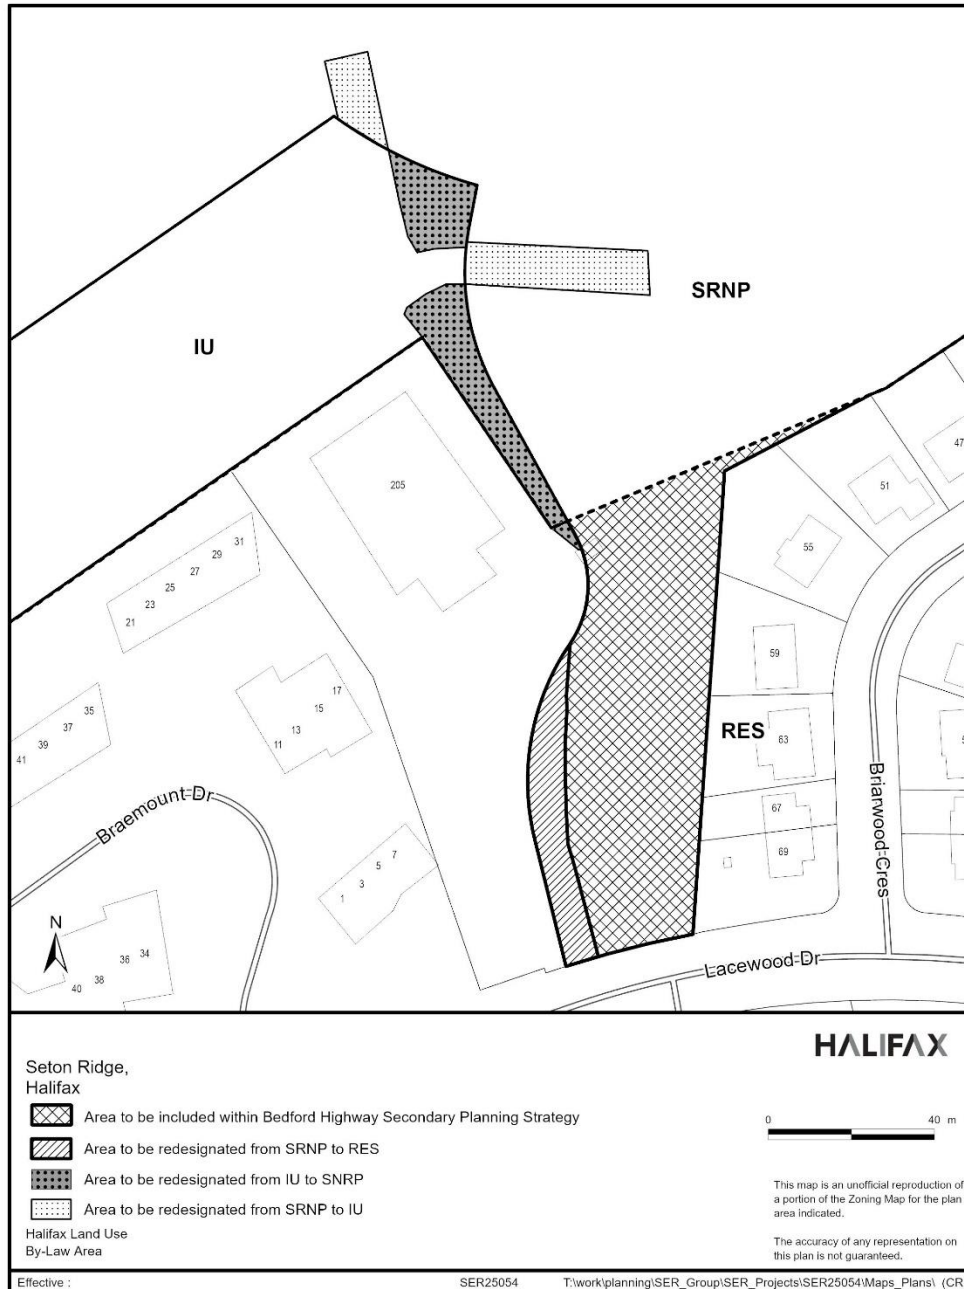 IU
SRNP
205
47
51
55
31
29
27
25
23
21
59
17
15
13
11
35
37
39
41
RES
63
5
67
69
Braemount Dr
Briarwood Cres
7
5
3
1
N
34
36
38
40
Lacewood Dr
HALIFAX
Seton Ridge,
Halifax
Area to be included within Bedford Highway Secondary Planning Strategy
Area to be redesignated from SRNP to RES
Area to be redesignated from IU to SNRP
Area to be redesignated from SRNP to IU
Halifax Land Use
By-Law Area
0 40 m
This map is an unofficial reproduction of
a portion of the Zoning Map for the plan
area indicated.
The accuracy of any representation on
this plan is not guaranteed.
Effective : SER25054 T:\work\planning\SER_Group\SER_Projects\SER25054\Maps_Plans\ (CR